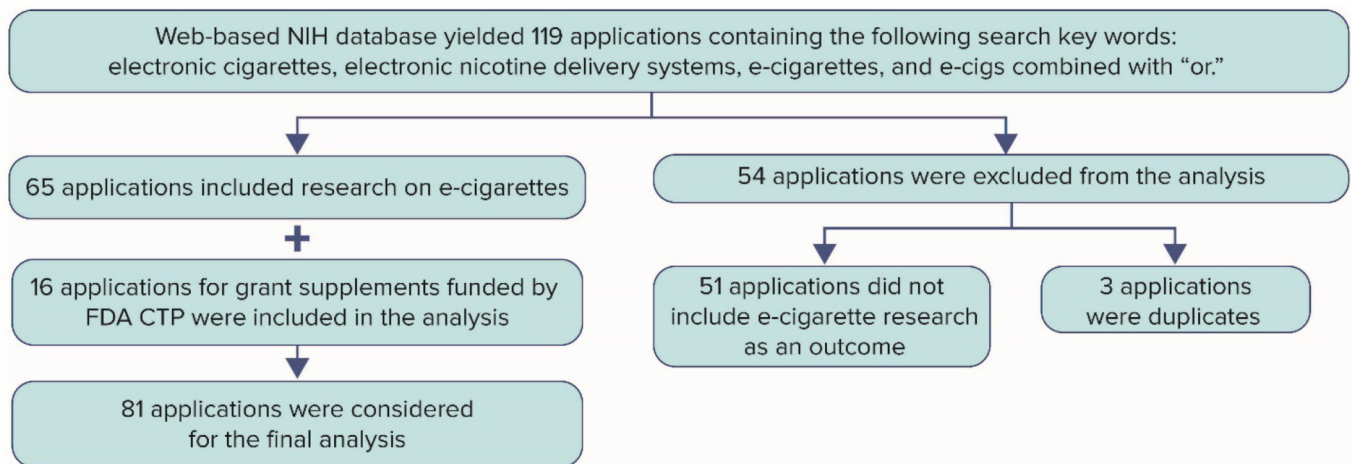 Web-based NIH database yielded 119 applications containing the following search key words:
electronic cigarettes, electronic nicotine delivery systems, e-cigarettes, and e-cigs combined with “or.”
65 applications included research on e-cigarettes
54 applications were excluded from the analysis
+
16 applications for grant supplements funded by
FDA CTP were included in the analysis
51 applications did not
include e-cigarette research
as an outcome
3 applications
were duplicates
81 applications were considered
for the final analysis